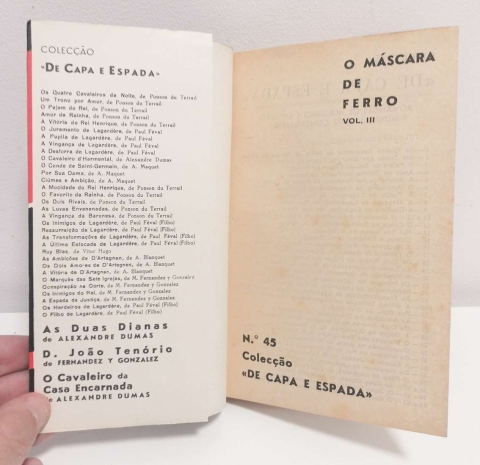 COLECÇÃO
«DE CAPA E ESPADA»
Os Quatro Cavaleiros da Noite, de Ponson du Terrail
Um Trono por Amor, de Ponson du Terrail
O Pajem do Rei, de Ponson du Terrail
Amor de Rainha, de Ponson du Terrail
A Vitória do Rei Henrique, de Ponson du Terrail
O Juramento de Lagardère, de Paul Féval
A Pupila de Lagardère, de Paul Féval
A Vingança de Lagardère, de Paul Féval
A Desforra de Lagardère, de Paul Féval
O Cavaleiro d'Harmental, de Alexandre Dumas
O Conde de Saint-Germain, de A. Maquet
Por Sua Dama, de A. Maquet
Ciúmes e Ambição, de A. Maquet
A Mocidade do Rei Henrique, de Ponson du Terrail
O Favorito da Rainha, de Ponson du Terrail
Os Dois Rivais, de Ponson du Terrail
As Luvas Envenenadas, de Ponson du Terrail
A Vingança da Baronesa, de Ponson du Terrail
Os Inimigos de Lagardère, de Paul Féval (Filho)
Ressurreição de Lagardère, de Paul Féval (Filho)
As Transformações de Lagardère, de Paul Féval (Filho)
A Última Estocada de Lagardère, de Paul Féval (Filho)
Ruy Blas, de Vítor Hugo
As Ambições de D'Artagnan, de A. Blasquet
Os Dois Amores de D'Artagnan, de A. Blasquet
A Vitória de D'Artagnan, de A. Blasquet
O Marquês das Sete Igrejas, de M. Fernandez y Gonzalez
Conspiração na Corte, de M. Fernandez y Gonzalez
Os Inimigos do Rei, de M. Fernandez y Gonzalez
A Espada da Justiça, de M. Fernandez y Gonzalez
Os Herdeiros de Lagardère, de Paul Féval (Filho)
O Filho de Lagardère, de Paul Féval (Filho)
As Duas Dianas
de ALEXANDRE DUMAS
D. João Tenório
de FERNANDEZ Y GONZALEZ
O Cavaleiro da
Casa Encarnada
de ALEXANDRE DUMAS
O MÁSCARA
DE
FERRO
VOL. III
N.° 45
Colecção
«DE CAPA E ESPADA»